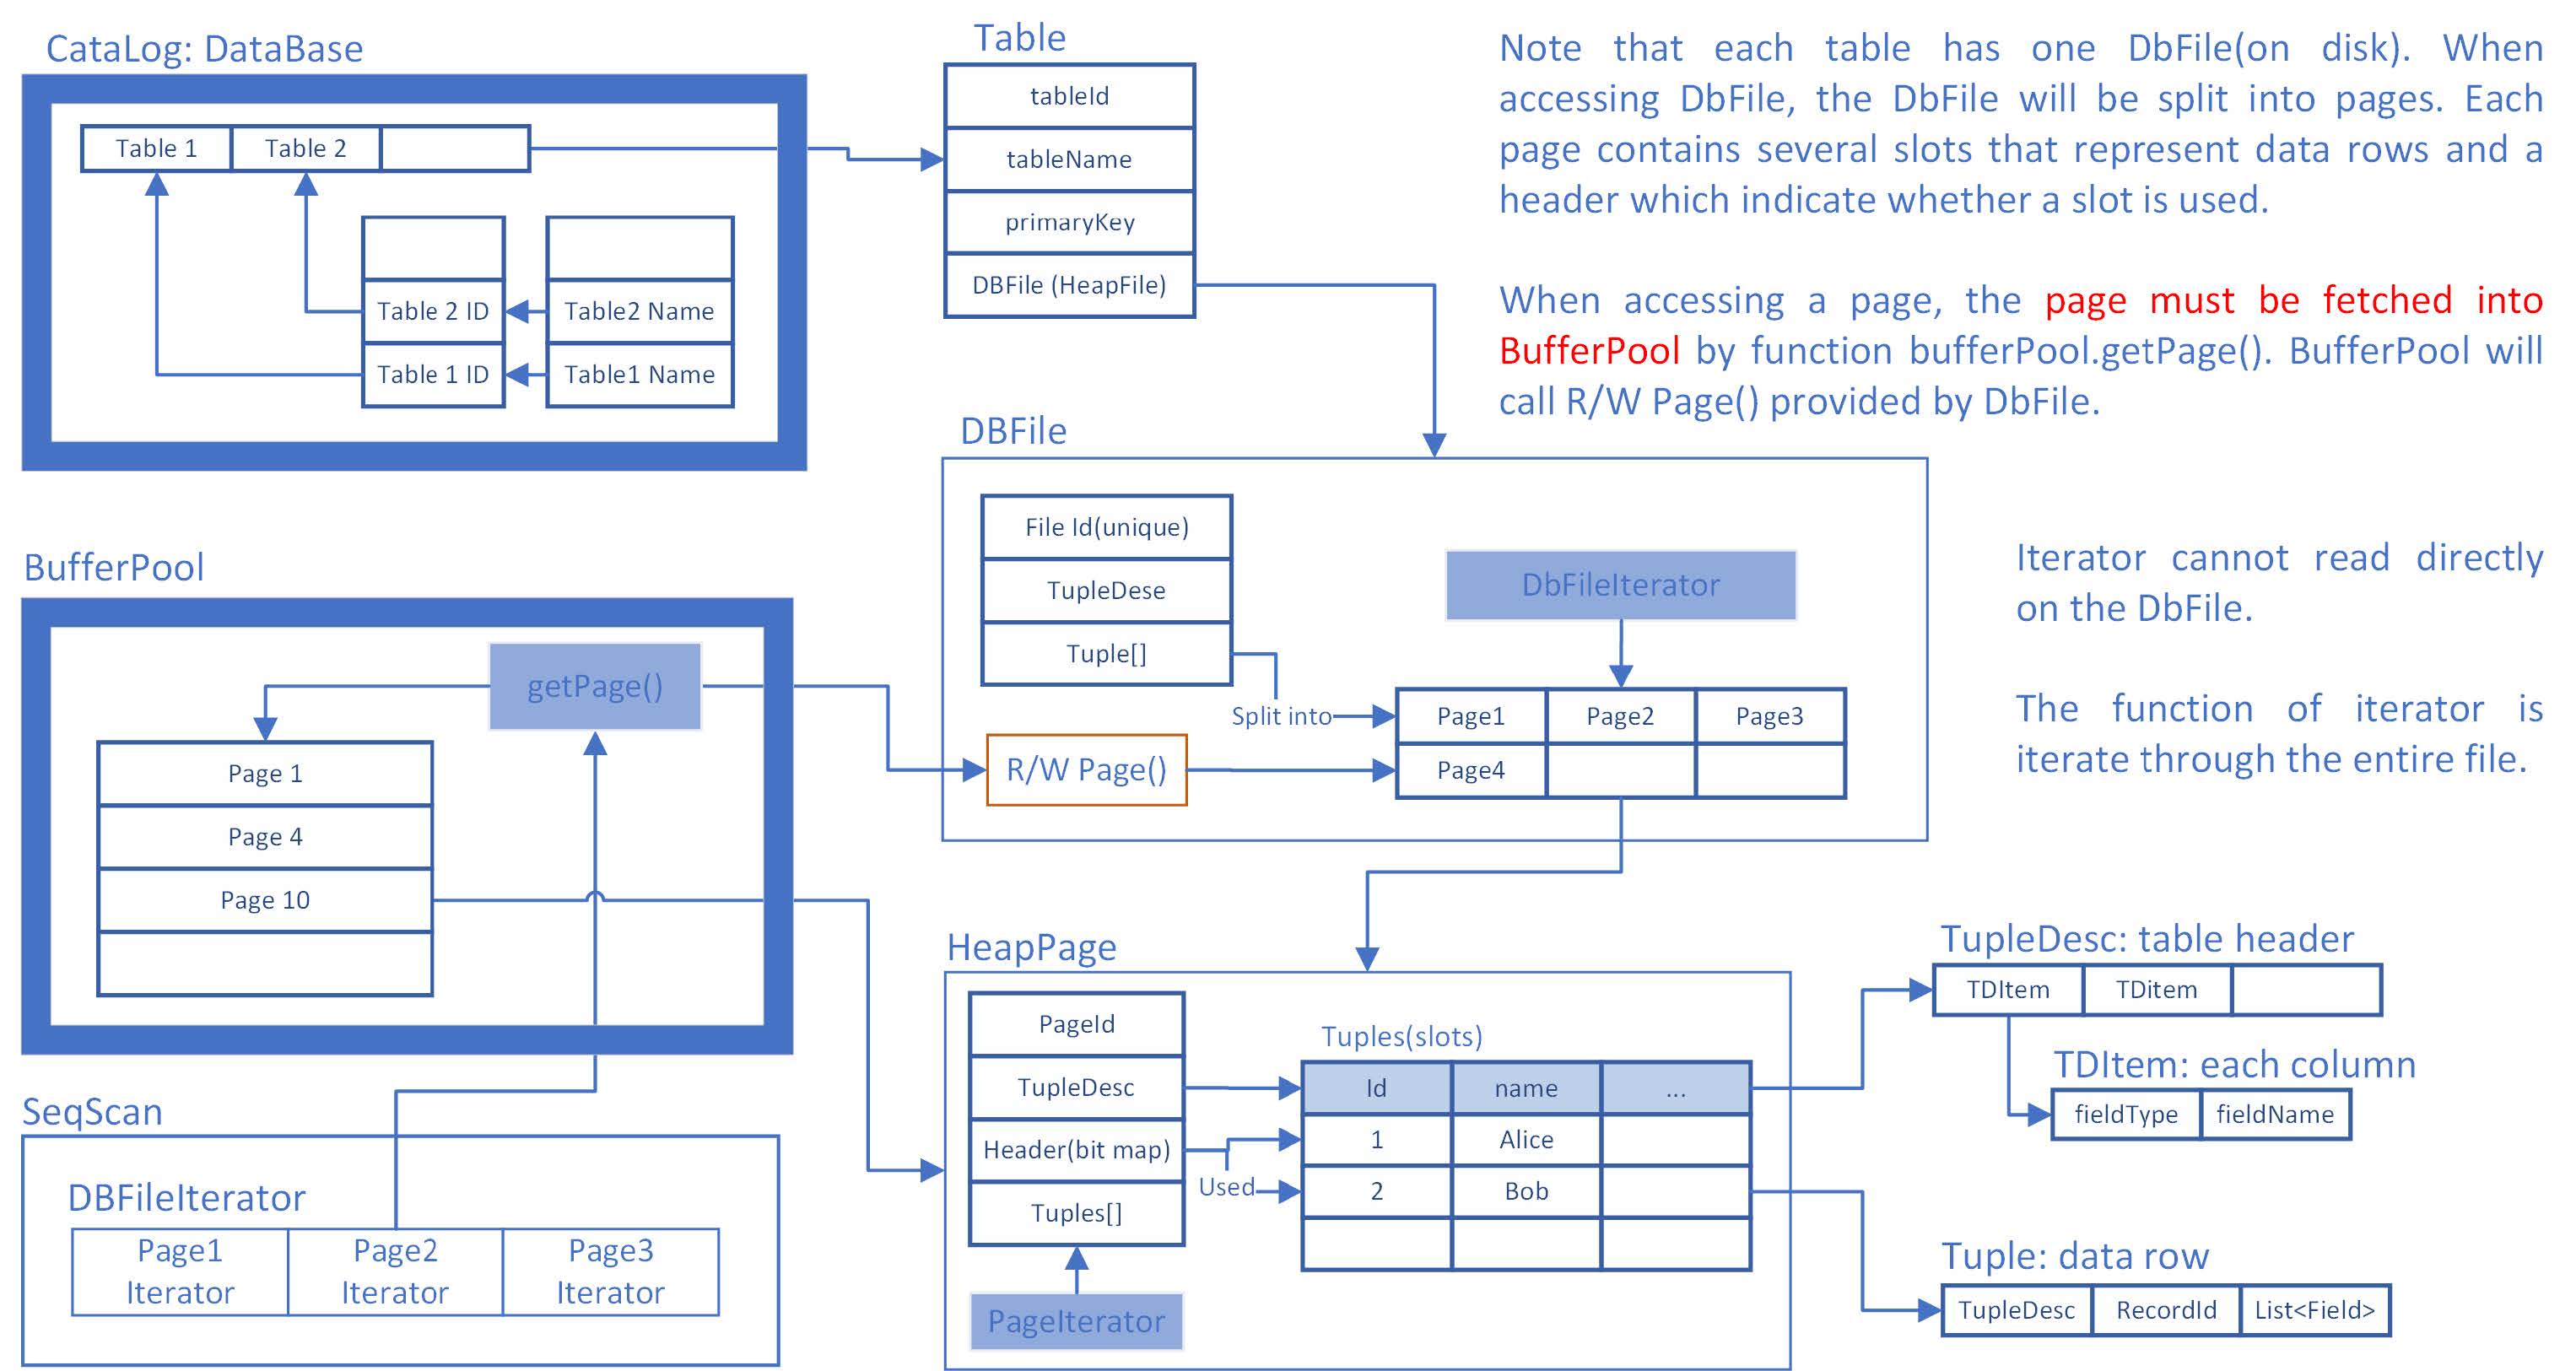 CataLog: DataBase
Table 1
Table 2
Table 2 ID
Table2 Name
Table 1 ID
Table1 Name
Table
tableId
tableName
primaryKey
DBFile (HeapFile)
Note that each table has one DbFile(on disk). When
accessing DbFile, the DbFile will be split into pages. Each
page contains several slots that represent data rows and a
header which indicate whether a slot is used.
When accessing a page, the page must be fetched into
BufferPool by function bufferPool.getPage(). BufferPool will
call R/W Page() provided by DbFile.
DBFile
File Id(unique)
TupleDese
Tuple[]
DbFileIterator
Split into
Page1
Page2
Page3
R/W Page()
Page4
Iterator cannot read directly
on the DbFile.
The function of iterator is
iterate through the entire file.
BufferPool
getPage()
Page 1
Page 4
Page 10
SeqScan
DBFileIterator
Page1
Iterator
Page2
Iterator
Page3
Iterator
HeapPage
PageId
TupleDesc
Header(bit map)
Tuples[]
PageIterator
Used
Tuples(slots)
Id
name
...
1
Alice
2
Bob
TupleDesc: table header
TDItem
TDitem
TDItem: each column
fieldType
fieldName
Tuple: data row
TupleDesc
RecordId
List<Field>